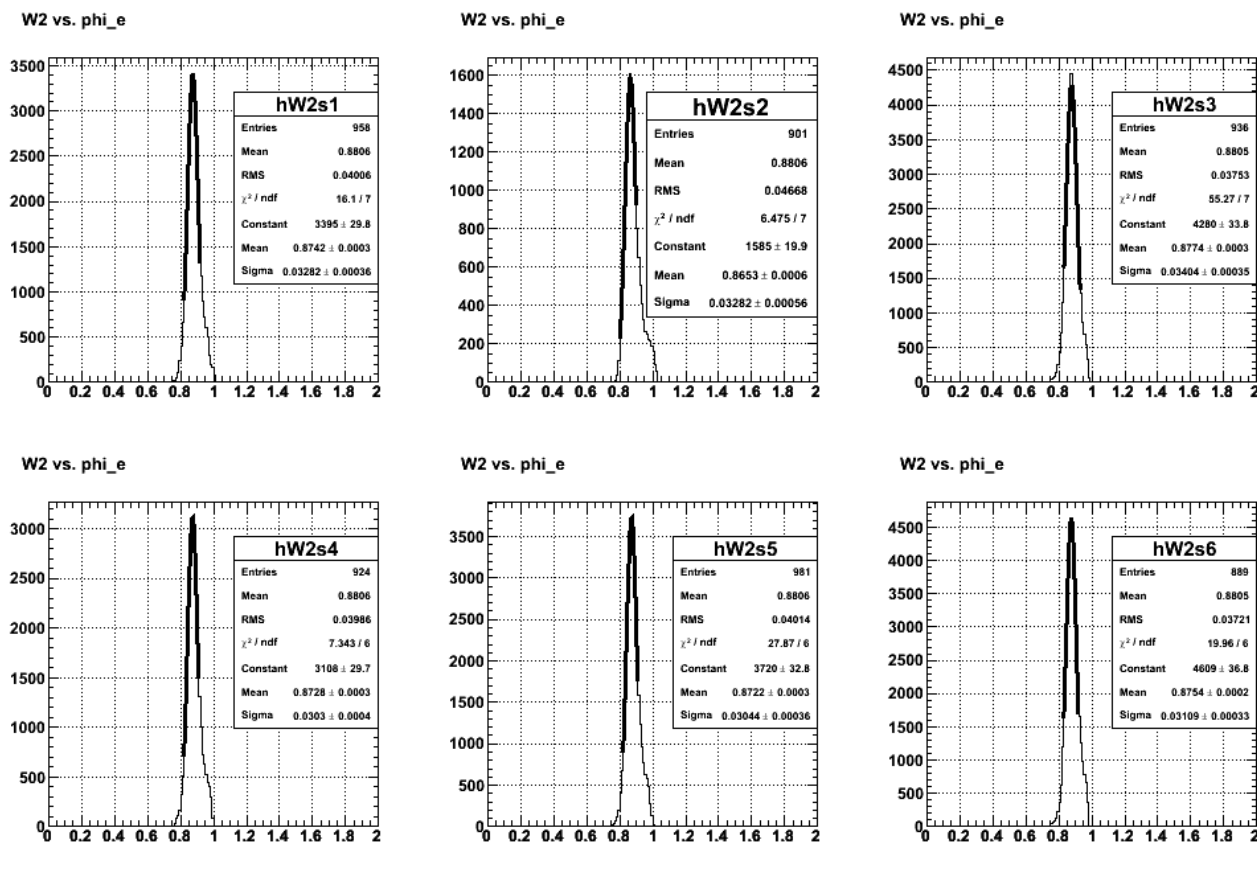 W2 vs. phi_e
3500
3000
2500
2000
1500
1000
500
0
0 0.2 0.4 0.6 0.8 1 1.2 1.4 1.6 1.8 2
hW2s1
Entries 958
Mean 0.8806
RMS 0.04006
χ² / ndf 16.1 / 7
Constant 3395 ± 29.8
Mean 0.8742 ± 0.0003
Sigma 0.03282 ± 0.00036
W2 vs. phi_e
1600
1400
1200
1000
800
600
400
200
0
0 0.2 0.4 0.6 0.8 1 1.2 1.4 1.6 1.8 2
hW2s2
Entries 901
Mean 0.8806
RMS 0.04668
χ² / ndf 6.475 / 7
Constant 1585 ± 19.9
Mean 0.8653 ± 0.0006
Sigma 0.03282 ± 0.00056
W2 vs. phi_e
4500
4000
3500
3000
2500
2000
1500
1000
500
0
0 0.2 0.4 0.6 0.8 1 1.2 1.4 1.6 1.8 2
hW2s3
Entries 936
Mean 0.8805
RMS 0.03753
χ² / ndf 55.27 / 7
Constant 4280 ± 33.8
Mean 0.8774 ± 0.0003
Sigma 0.03404 ± 0.00035
W2 vs. phi_e
3000
2500
2000
1500
1000
500
0
0 0.2 0.4 0.6 0.8 1 1.2 1.4 1.6 1.8 2
hW2s4
Entries 924
Mean 0.8806
RMS 0.03986
χ² / ndf 7.343 / 6
Constant 3108 ± 29.7
Mean 0.8728 ± 0.0003
Sigma 0.0303 ± 0.0004
W2 vs. phi_e
3500
3000
2500
2000
1500
1000
500
0
0 0.2 0.4 0.6 0.8 1 1.2 1.4 1.6 1.8 2
hW2s5
Entries 981
Mean 0.8806
RMS 0.04014
χ² / ndf 27.87 / 6
Constant 3720 ± 32.8
Mean 0.8722 ± 0.0003
Sigma 0.03044 ± 0.00036
W2 vs. phi_e
4500
4000
3500
3000
2500
2000
1500
1000
500
0
0 0.2 0.4 0.6 0.8 1 1.2 1.4 1.6 1.8 2
hW2s6
Entries 889
Mean 0.8805
RMS 0.03721
χ² / ndf 19.96 / 6
Constant 4609 ± 36.8
Mean 0.8754 ± 0.0002
Sigma 0.03109 ± 0.00033